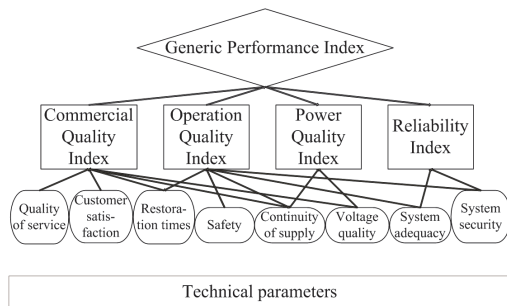 Generic Performance Index
Commercial
Quality
Index
Operation
Quality
Index
Power
Quality
Index
Reliability
Index
Quality
of service
Customer
satis-
faction
Restora-
tion times
Safety
Continuity
of supply
Voltage
quality
System
adequacy
System
security
Technical parameters